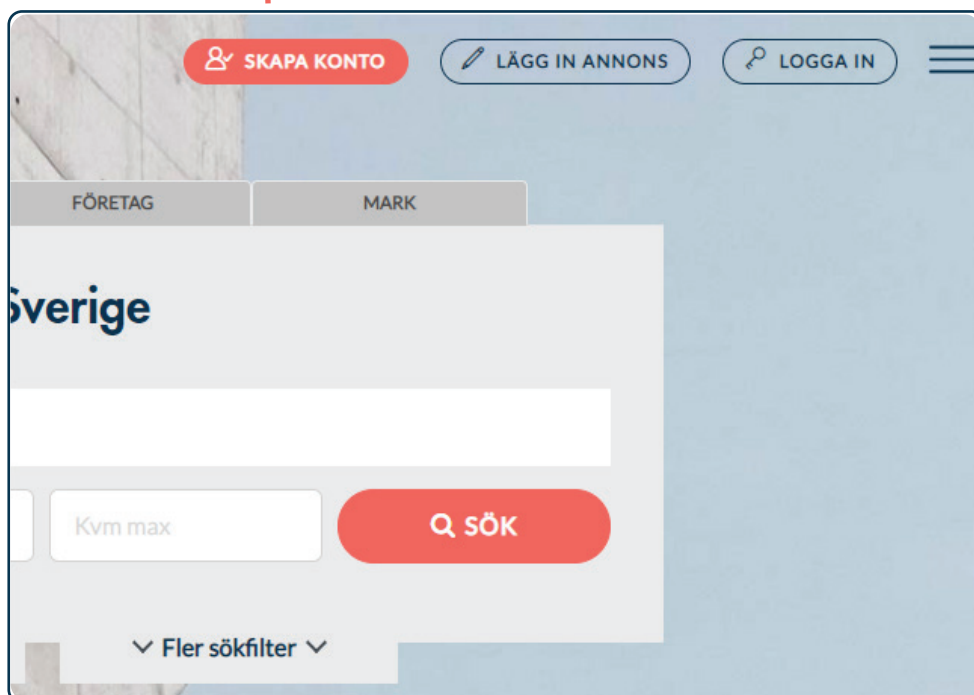 SKAPA KONTO LÄGG IN ANNONS LOGGA IN
FÖRETAG MARK
Sverige
Kvm max SÖK
Fler sökfilter